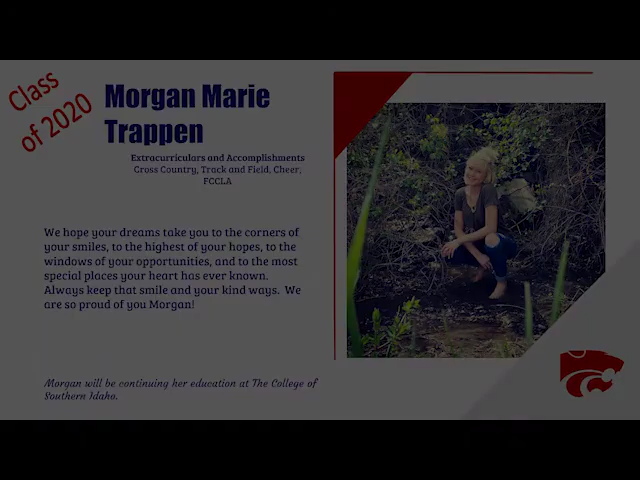 Class
of 2020
Morgan Marie
Trappen
Extracurriculars and Accomplishments
Cross Country, Track and Field, Cheer,
FCCLA
We hope your dreams take you to the corners of
your smiles, to the highest of your hopes, to the
windows of your opportunities, and to the most
special places your heart has ever known.
Always keep that smile and your kind ways. We
are so proud of you Morgan!
Morgan will be continuing her education at The College of
Southern Idaho.